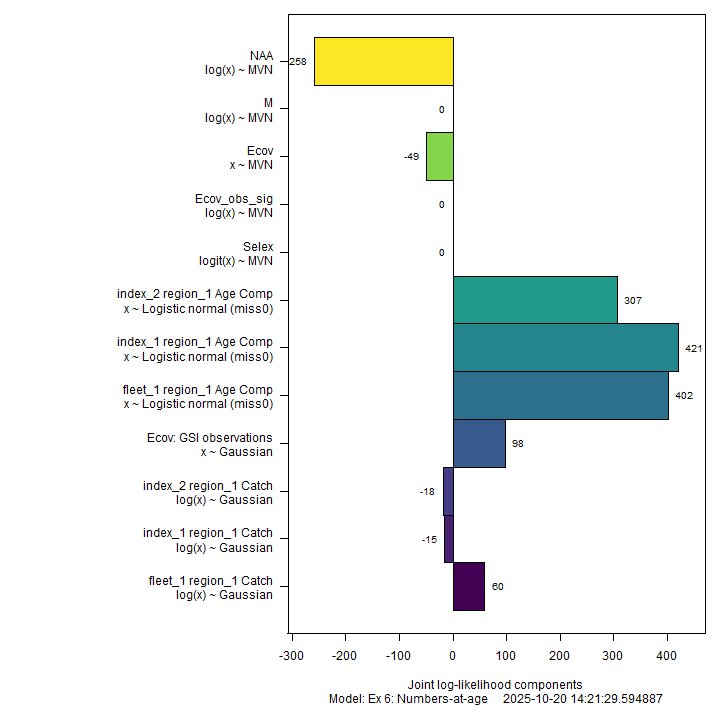 NAA
log(x) ~ MVN
258
M
log(x) ~ MVN
0
Ecov
x ~ MVN
-49
Ecov_obs_sig
log(x) ~ MVN
0
Selex
logit(x) ~ MVN
0
index_2 region_1 Age Comp
x ~ Logistic normal (miss0)
307
index_1 region_1 Age Comp
x ~ Logistic normal (miss0)
421
fleet_1 region_1 Age Comp
x ~ Logistic normal (miss0)
402
Ecov: GSI observations
x ~ Gaussian
98
index_2 region_1 Catch
log(x) ~ Gaussian
-18
index_1 region_1 Catch
log(x) ~ Gaussian
-15
fleet_1 region_1 Catch
log(x) ~ Gaussian
60
-300 -200 -100 0 100 200 300 400
Joint log-likelihood components
Model: Ex 6: Numbers-at-age 2025-10-20 14:21:29.594887